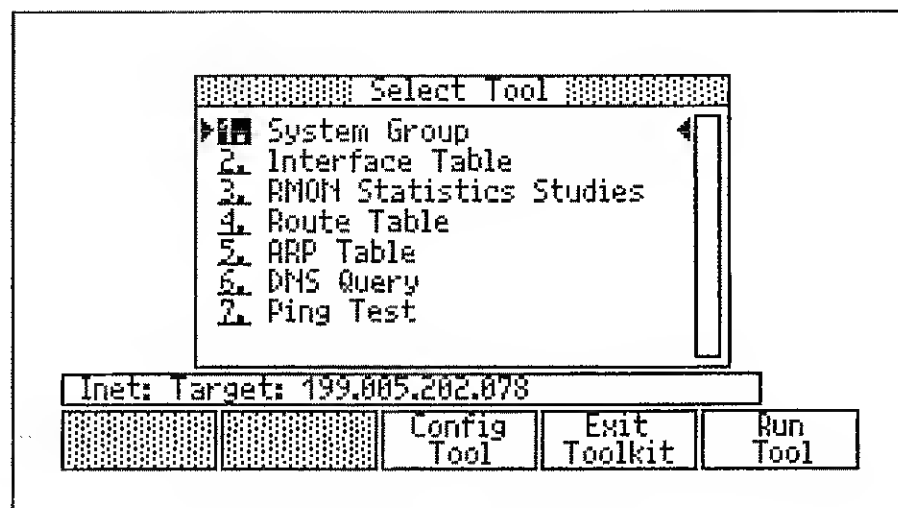 Select Tool
1. System Group
2. Interface Table
3. RMON Statistics Studies
4. Route Table
5. ARP Table
6. DNS Query
7. Ping Test
Inet: Target: 199.005.202.078
Config Tool
Exit Toolkit
Run Tool